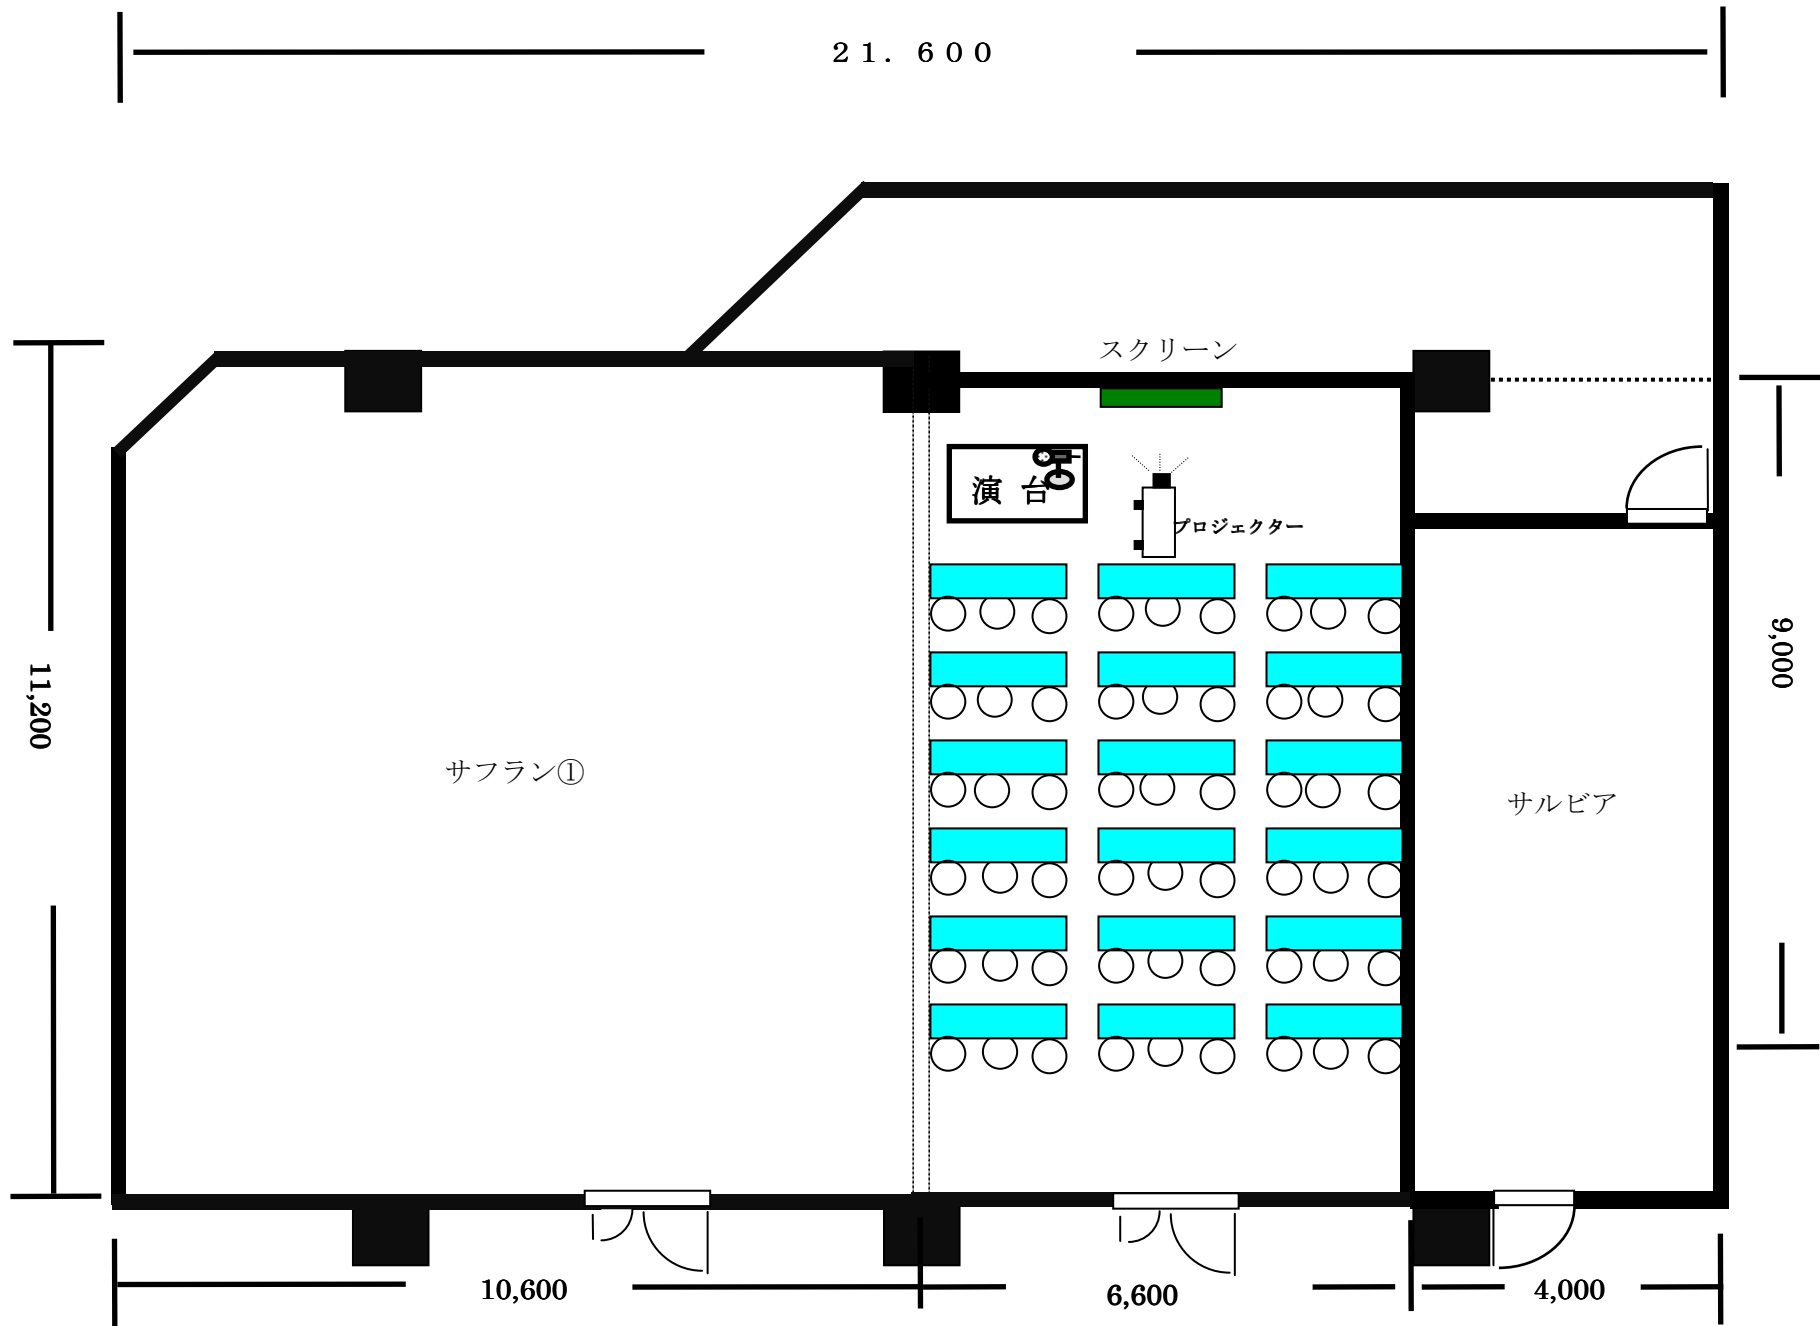 ２１．６００
スクリーン
演 台
プロジェクター
11,200
9,000
サフラン①
サルビア
10,600
6,600
4,000